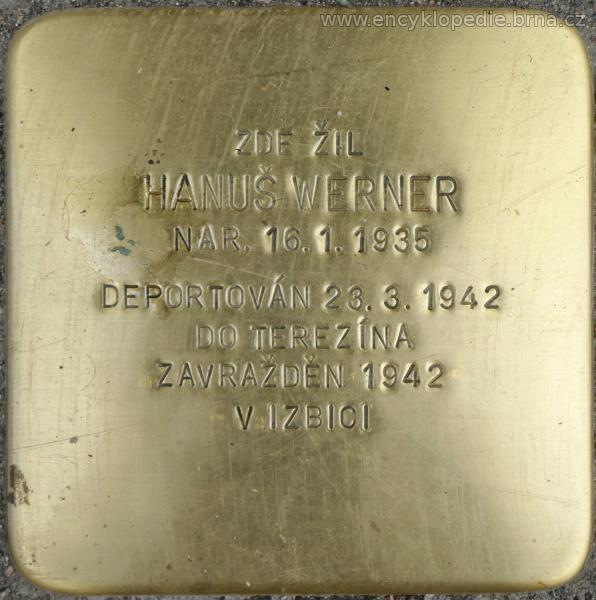 www.encyklopedie.brna.cz
ZDE ŽIL
HANUŠ WERNER
NAR. 16.1. 1935
DEPORTOVÁN 23.3.1942
DO TEREZÍNA
ZAVRAŽDĚN 1942
V IZBICI